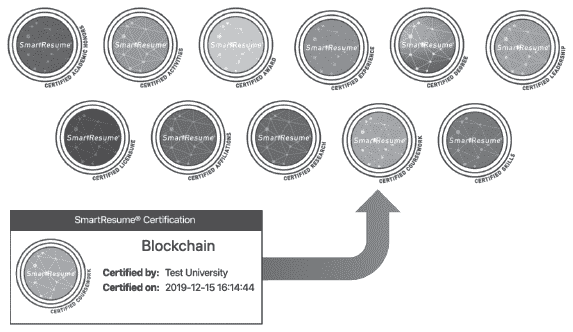 SmartResume
CERTIFIED ACADEMIC HONORS
SmartResume
CERTIFIED ACTIVITIES
SmartResume
CERTIFIED AWARD
SmartResume
CERTIFIED EXPERIENCE
SmartResume
CERTIFIED DEGREE
SmartResume
CERTIFIED LEADERSHIP
SmartResume
CERTIFIED LICENSURE
SmartResume
CERTIFIED AFFILIATIONS
SmartResume
CERTIFIED RESEARCH
SmartResume
CERTIFIED COURSEWORK
SmartResume
CERTIFIED SKILLS
SmartResume® Certification
Blockchain
SmartResume
CERTIFIED COURSEWORK
Certified by: Test University
Certified on: 2019-12-15 16:14:44